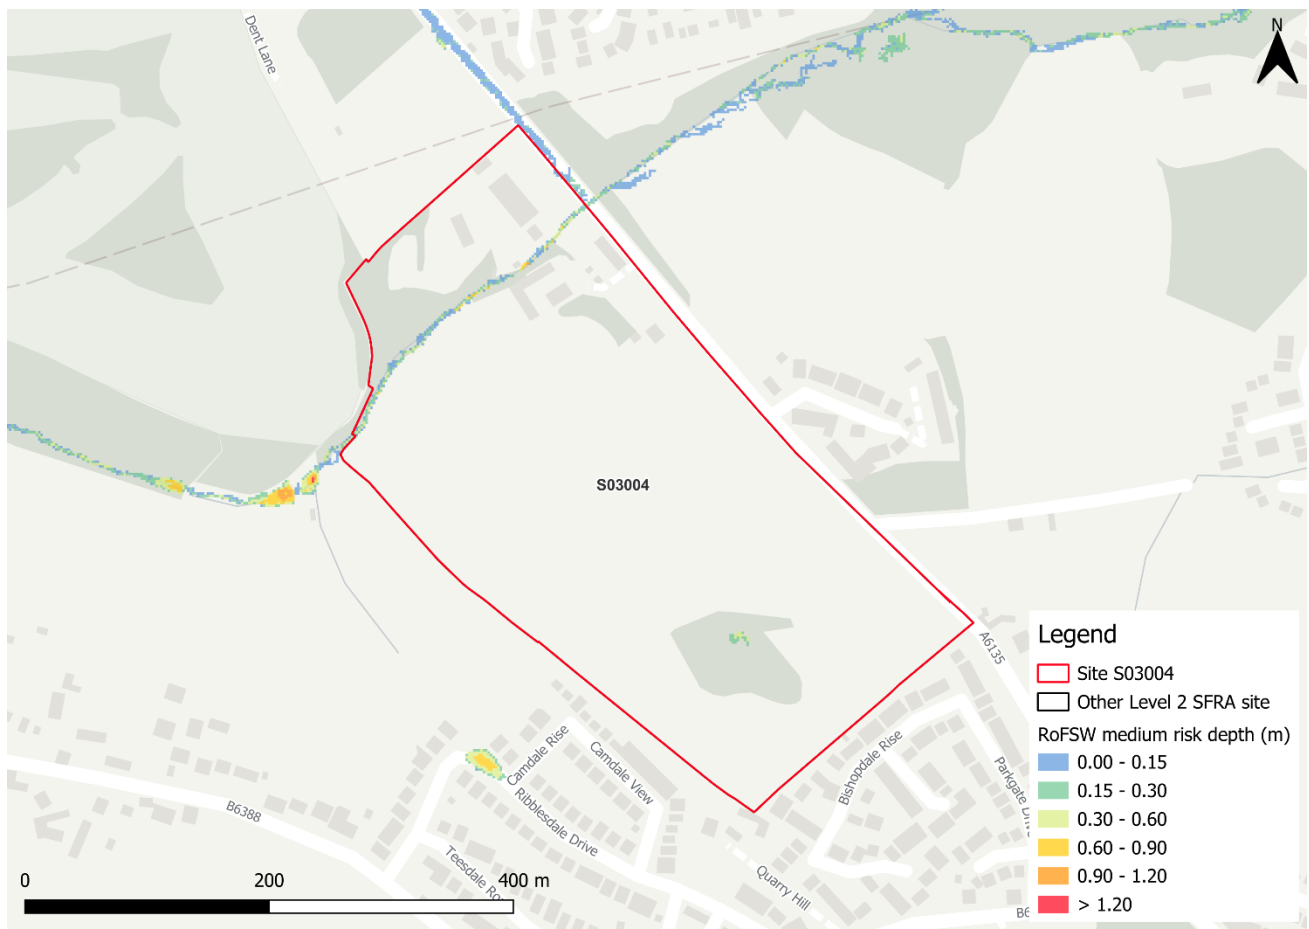 N
Dent Lane
S03004
A6135
Bishopdale Rise
Parkgate Drive
Camdale Rise
Camdale View
Ribblesdale Drive
B6388
Teesdale Ro
Quarry Hill
B6
0 200 400 m
Legend
Site S03004
Other Level 2 SFRA site
RoFSW medium risk depth (m)
0.00 - 0.15
0.15 - 0.30
0.30 - 0.60
0.60 - 0.90
0.90 - 1.20
> 1.20